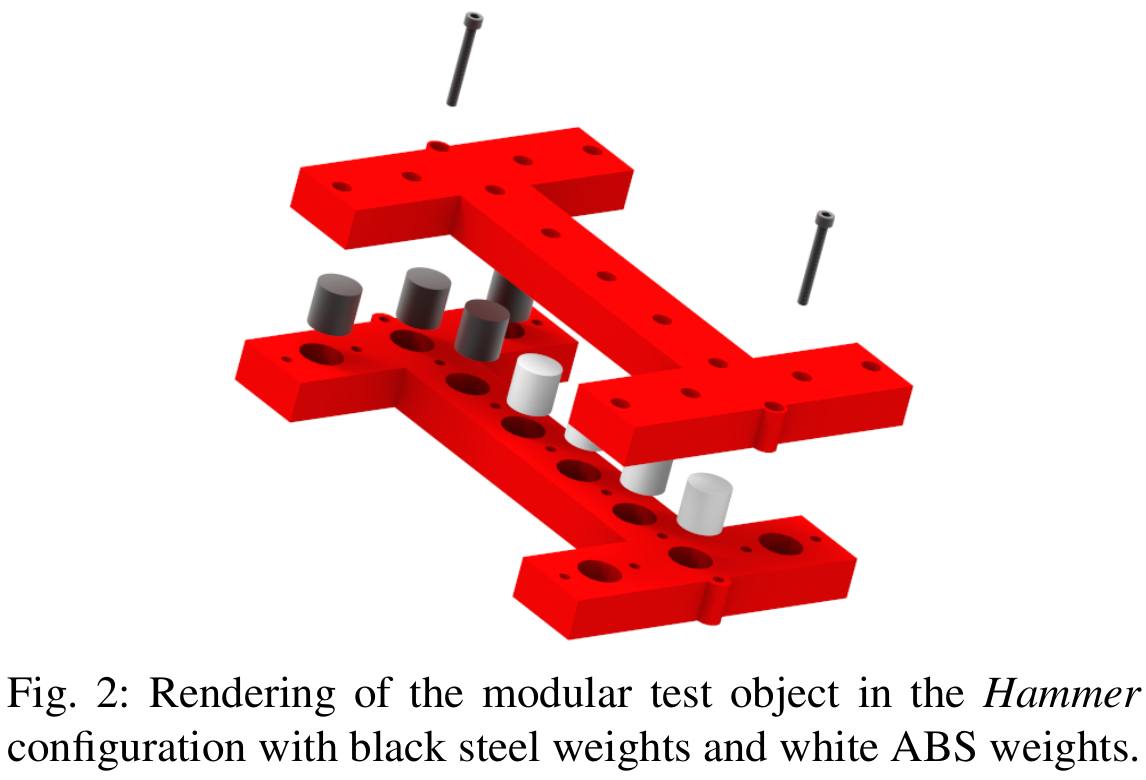 Fig. 2: Rendering of the modular test object in the Hammer
configuration with black steel weights and white ABS weights.